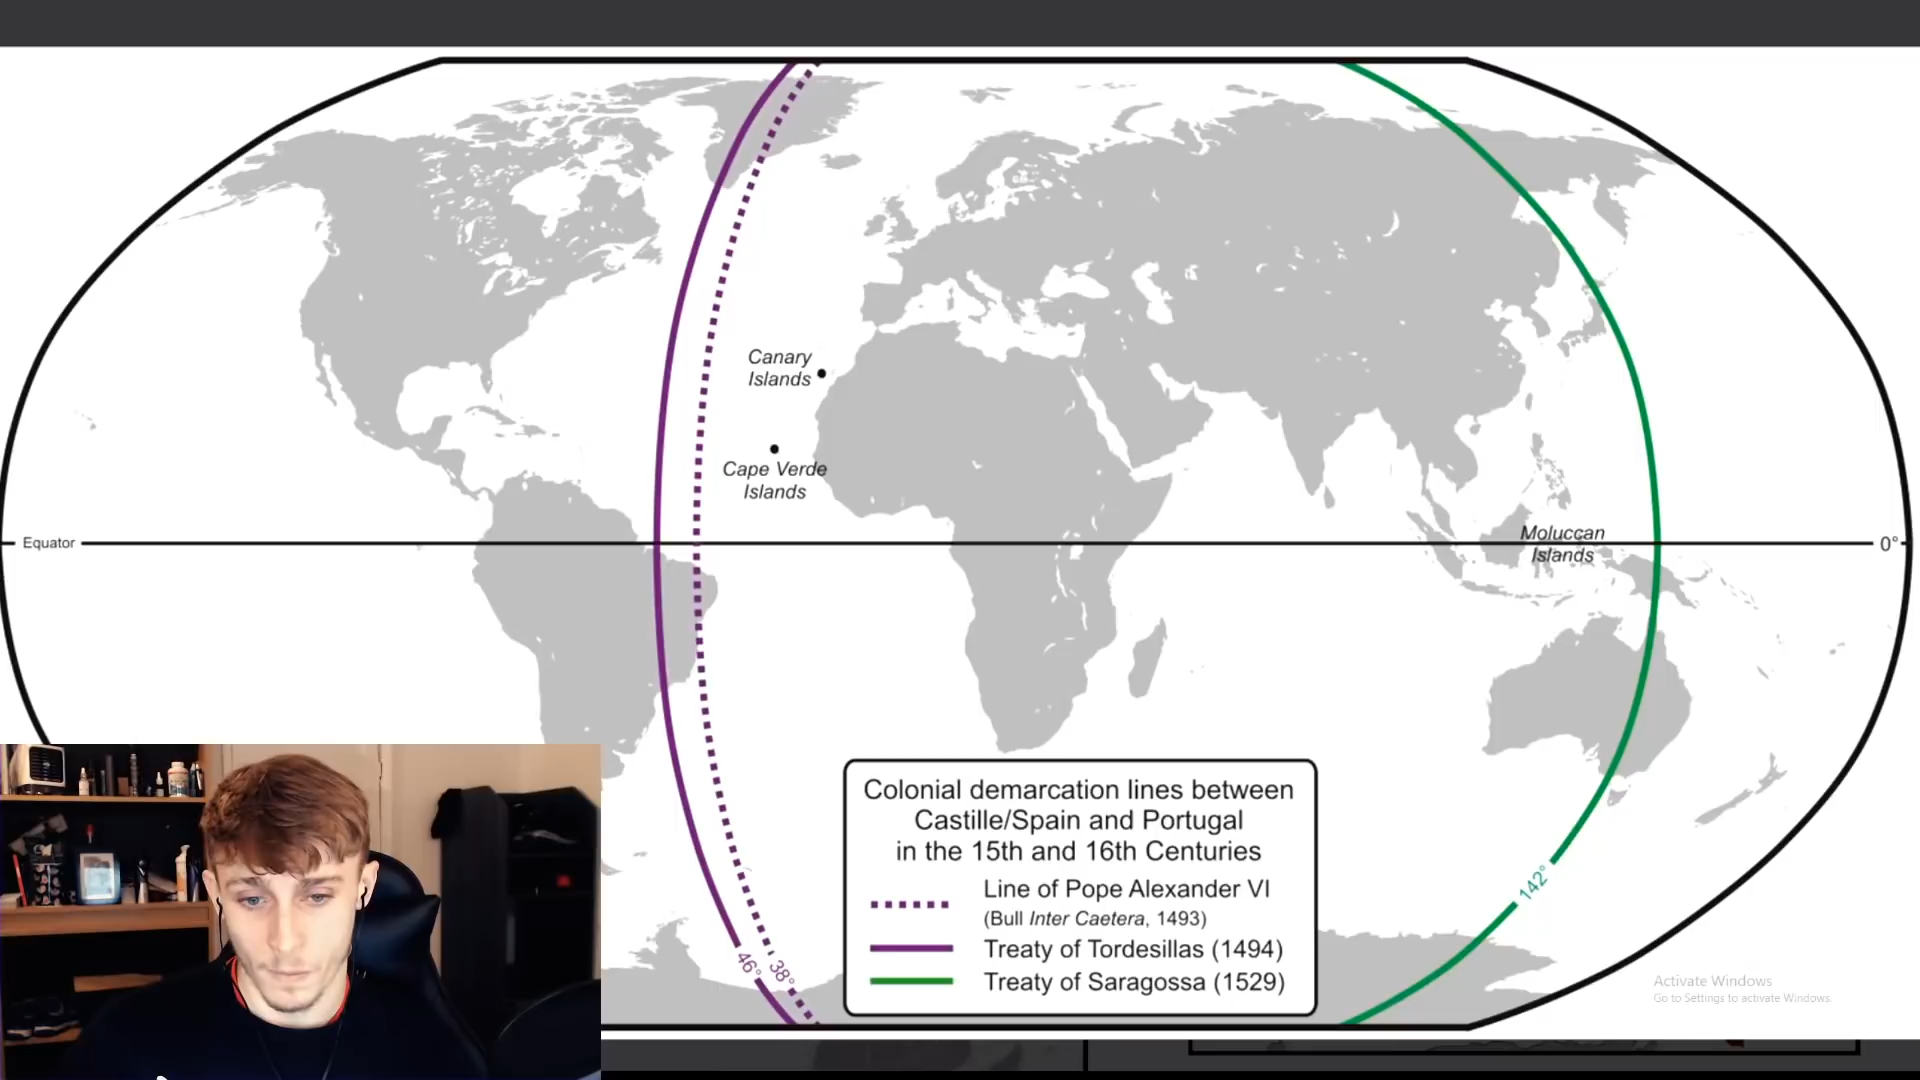 Canary
Islands
Cape Verde
Islands
Equator
Moluccan
Islands
0°
Colonial demarcation lines between
Castille/Spain and Portugal
in the 15th and 16th Centuries
Line of Pope Alexander VI
(Bull Inter Caetera, 1493)
Treaty of Tordesillas (1494)
Treaty of Saragossa (1529)
46°
38°
142°
Activate Windows
Go to Settings to activate Windows.